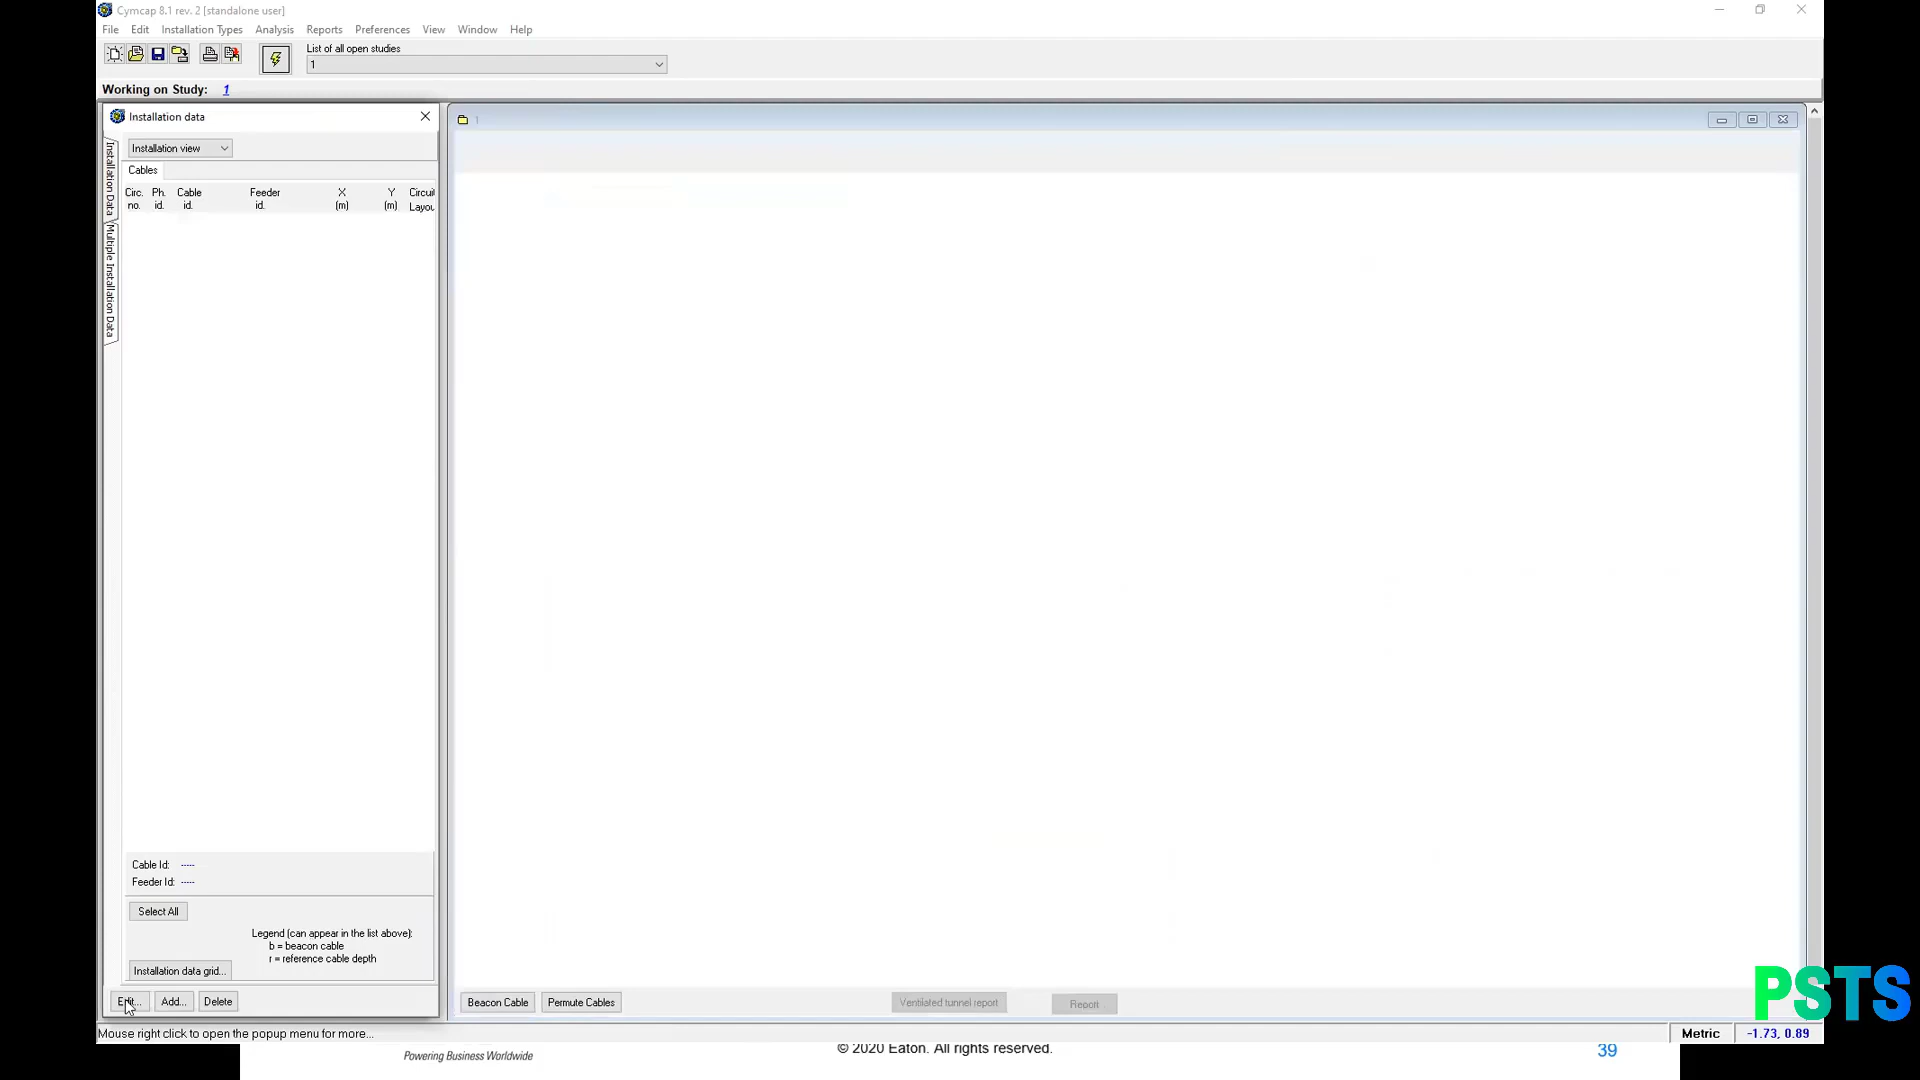 Cymcap 8.1 rev. 2 [standalone user]
File Edit Installation Types Analysis Reports Preferences View Window Help
List of all open studies
1
Working on Study: 1
Installation data
1
Installation view
Cables
Circ. Ph. Cable Feeder X Y Circuit
no. id. id. id. (m) (m) Layou
Installation Data
Multiple Installation Data
Cable Id: -----
Feeder Id: -----
Select All
Legend (can appear in the list above):
b = beacon cable
r = reference cable depth
Installation data grid...
Edit... Add... Delete
Beacon Cable Permute Cables Ventilated tunnel report Report
Mouse right click to open the popup menu for more...
Metric -1.73, 0.89
Powering Business Worldwide
© 2020 Eaton. All rights reserved.
39
PSTS